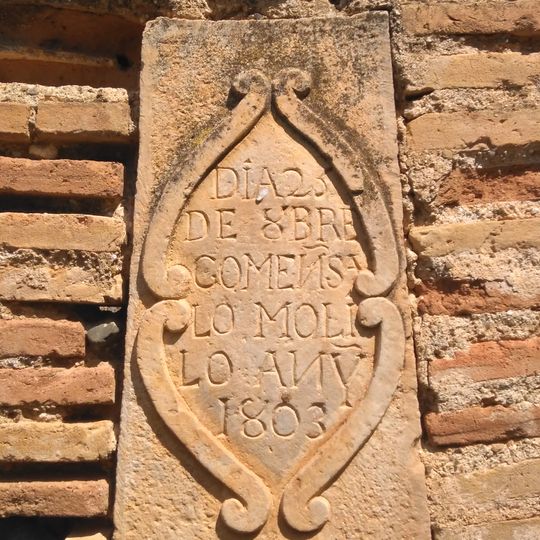 DIA 25
DE 8BRE
COMENSA
LO MOLI
LO ANY
1803